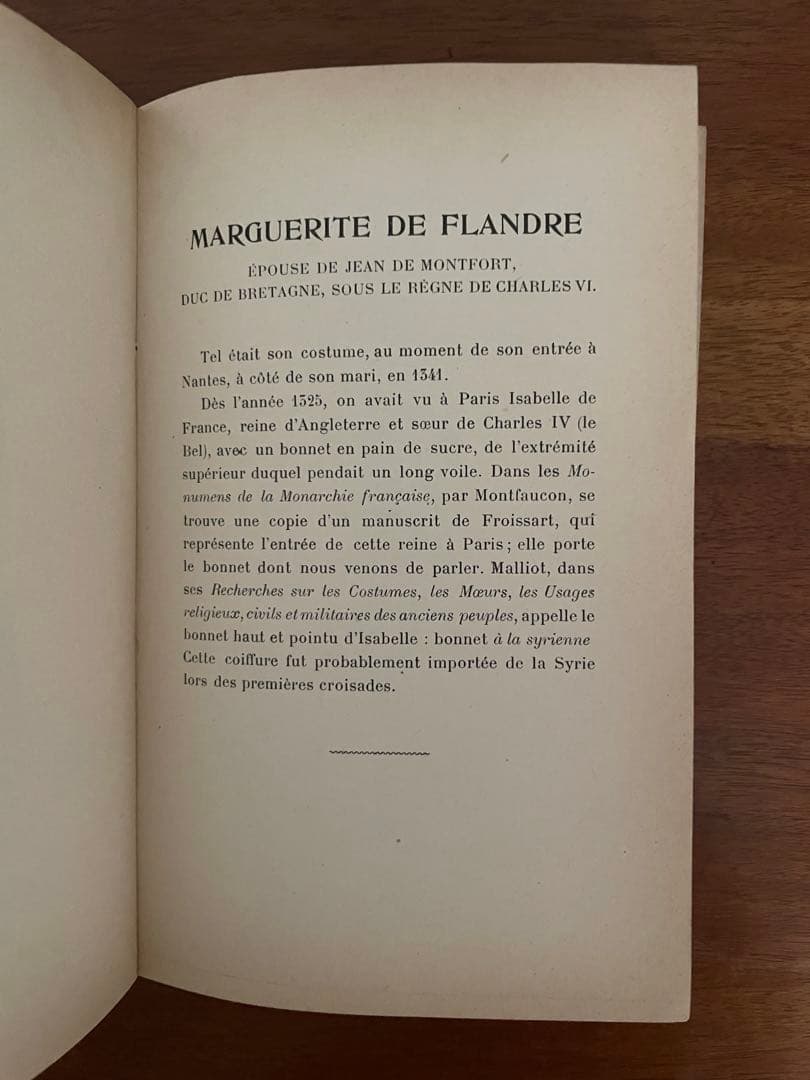 MARGUERITE DE FLANDRE
ÉPOUSE DE JEAN DE MONTFORT,
DUC DE BRETAGNE, SOUS LE RÈGNE DE CHARLES VI.
Tel était son costume, au moment de son entrée à
Nantes, à côté de son mari, en 1341.
Dès l'année 1325, on avait vu à Paris Isabelle de
France, reine d'Angleterre et sœur de Charles IV (le
Bel), avec un bonnet en pain de sucre, de l'extrémité
supérieur duquel pendait un long voile. Dans les Mo-
numens de la Monarchie française, par Montfaucon, se
trouve une copie d'un manuscrit de Froissart, qui
représente l'entrée de cette reine à Paris ; elle porte
le bonnet dont nous venons de parler. Malliot, dans
ses Recherches sur les Costumes, les Mœurs, les Usages
religieux, civils et militaires des anciens peuples, appelle le
bonnet haut et pointu d'Isabelle : bonnet à la syrienne
Cette coiffure fut probablement importée de la Syrie
lors des premières croisades.